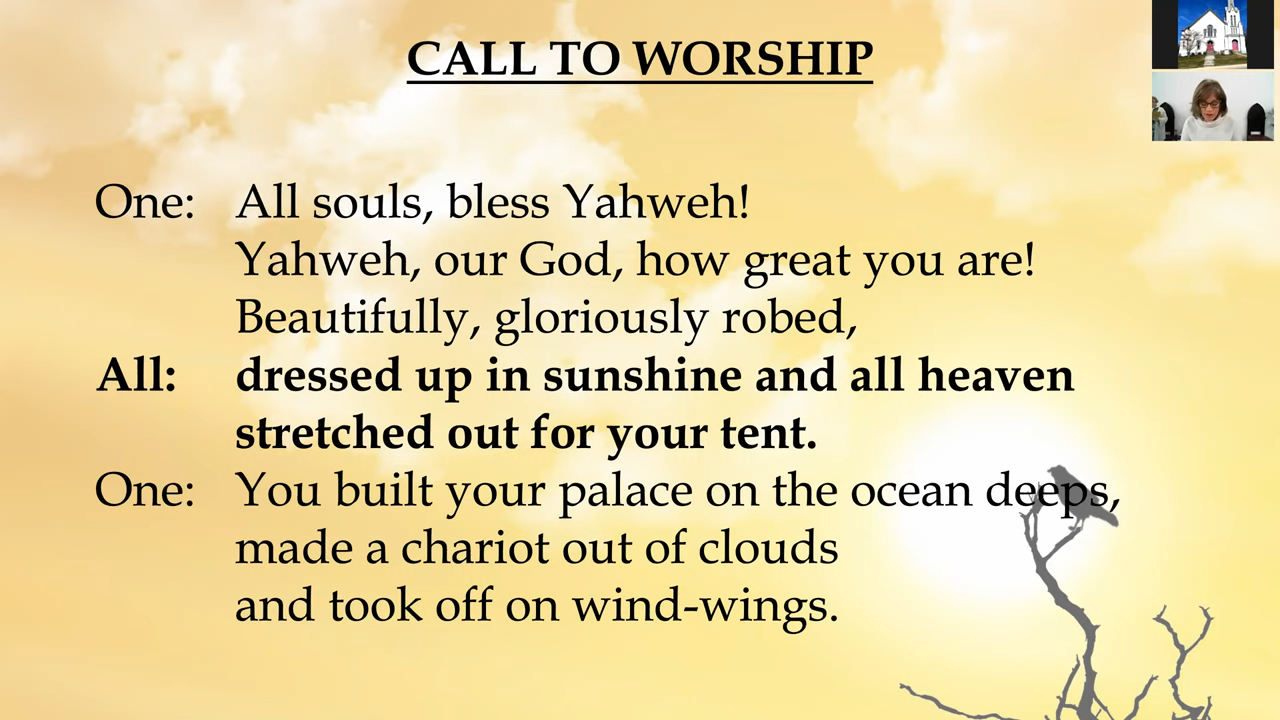 CALL TO WORSHIP
One: All souls, bless Yahweh!
Yahweh, our God, how great you are!
Beautifully, gloriously robed,
All: dressed up in sunshine and all heaven
stretched out for your tent.
One: You built your palace on the ocean deeps,
made a chariot out of clouds
and took off on wind-wings.